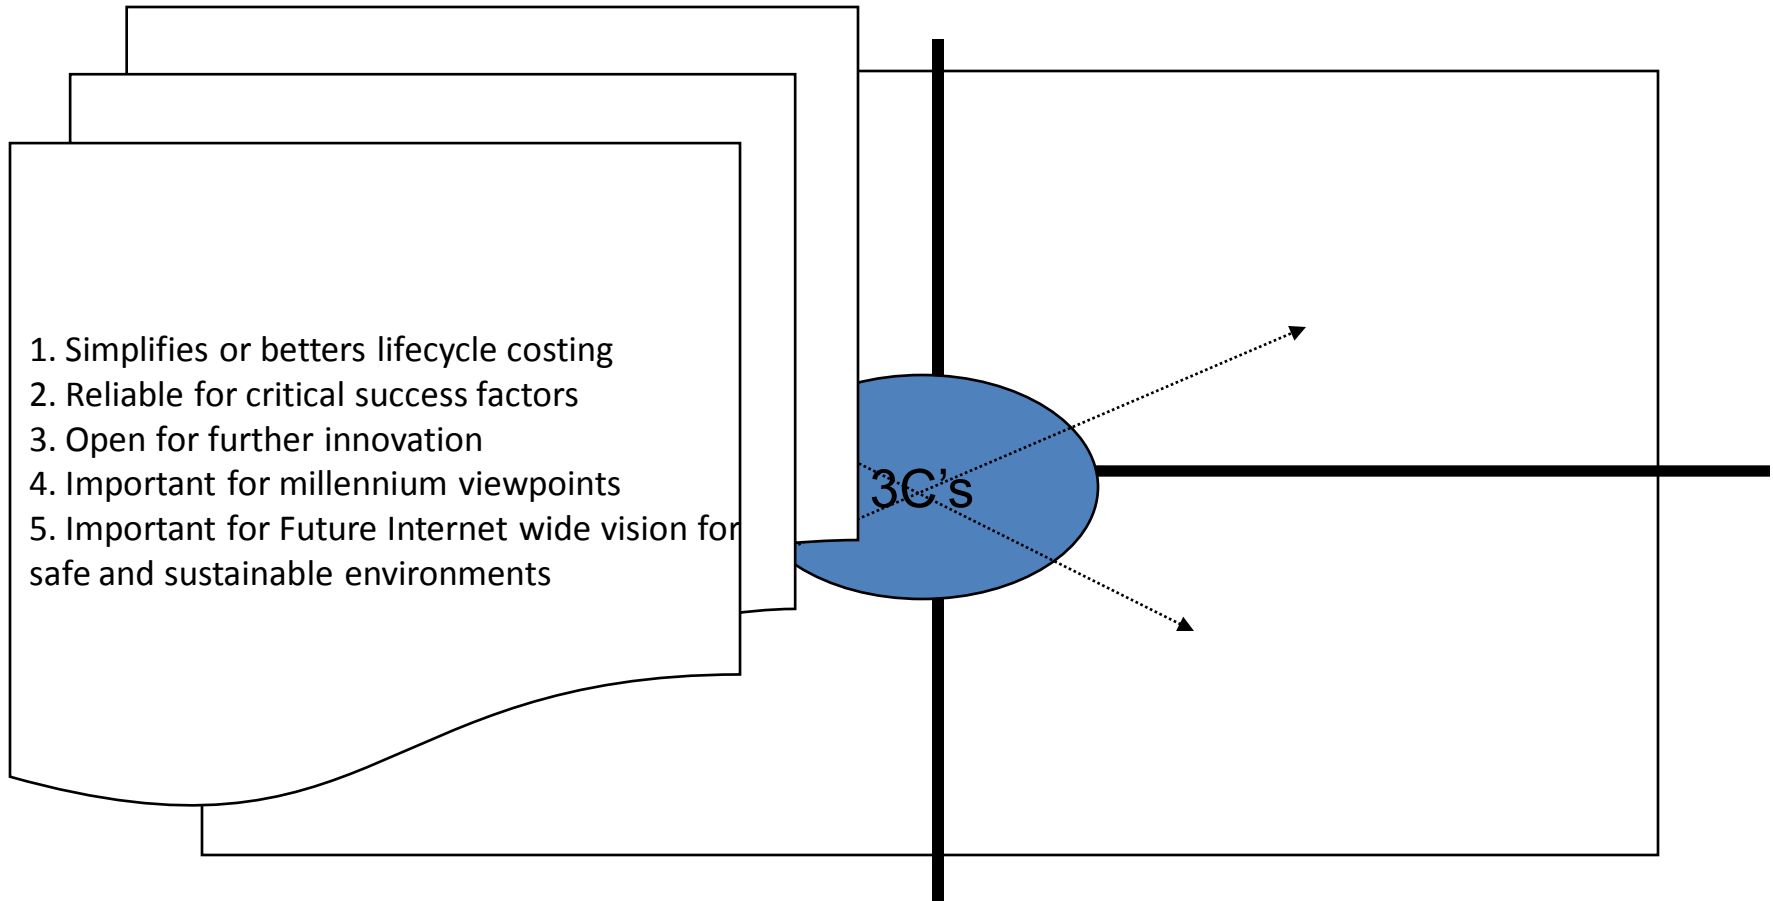 1. Simplifies or betters lifecycle costing
2. Reliable for critical success factors
3. Open for further innovation
4. Important for millennium viewpoints
5. Important for Future Internet wide vision for
safe and sustainable environments
3C's